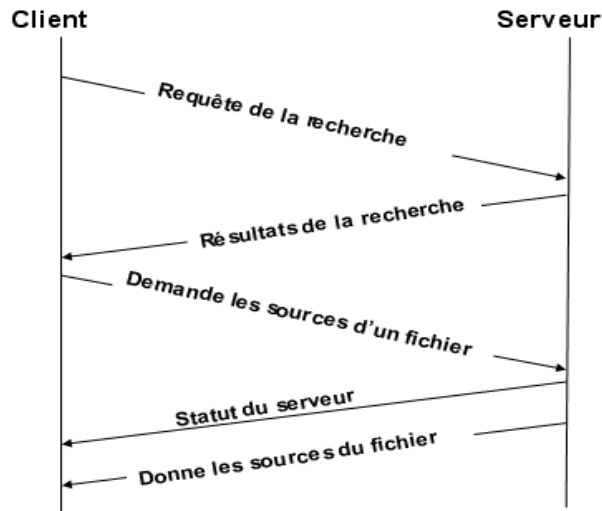 Client
Serveur
Requête de la recherche
Résultats de la recherche
Demande les sources d'un fichier
Statut du serveur
Donne les sources du fichier